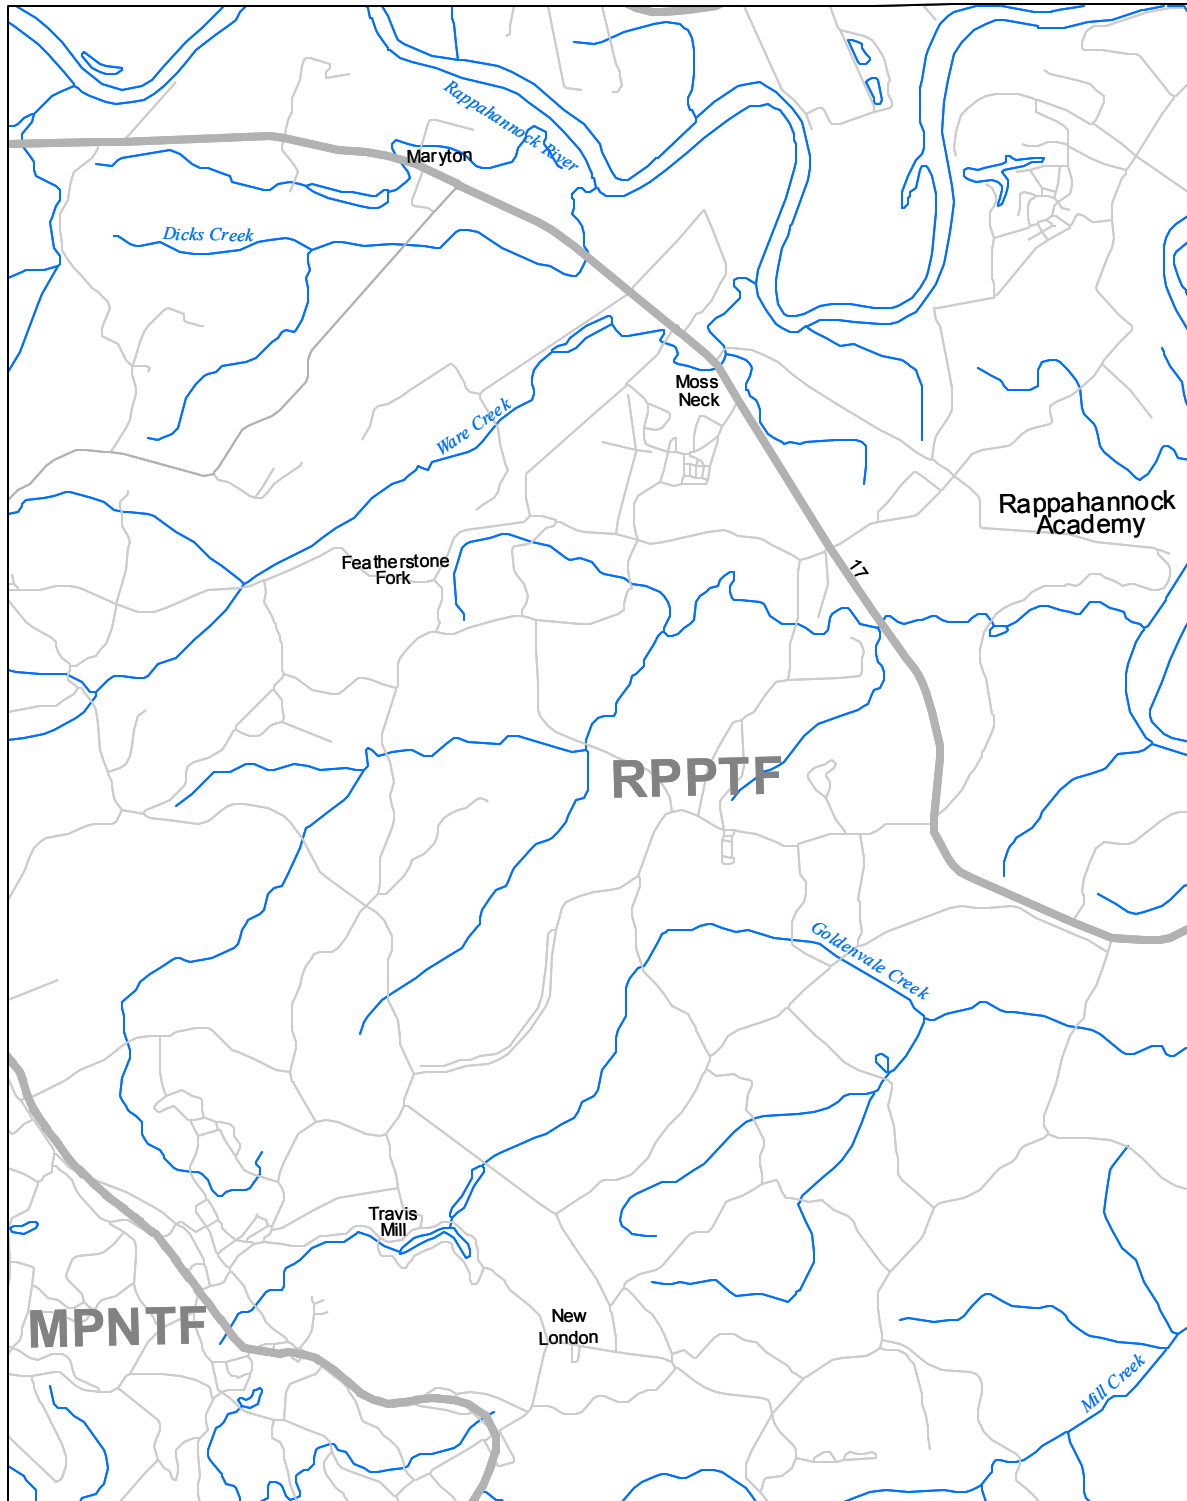 Rappahannock River
Maryton
Dicks Creek
Moss
Neck
Ware Creek
Rappahannock
Academy
Featherstone
Fork
17
RPPTF
Goldenvale Creek
Travis
Mill
MPNTF
New
London
Mill Creek